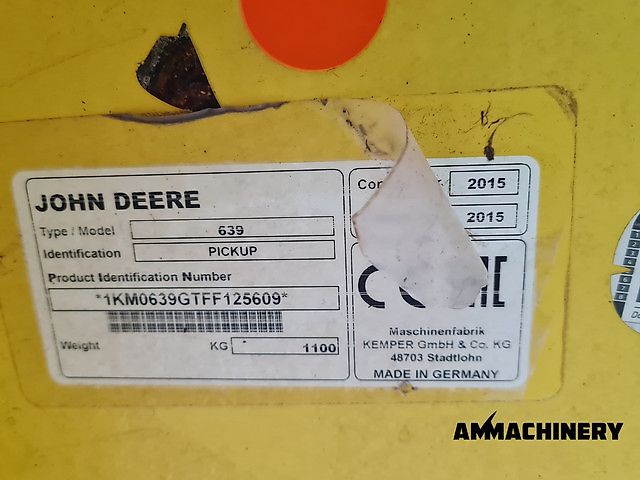 JOHN DEERE
Type / Model 639
Identification PICKUP
Product Identification Number
*1KM0639GTFF125609*
Weight KG 1100
2015
2015
CE
Maschinenfabrik
KEMPER GmbH & Co. KG
48703 Stadtlohn
MADE IN GERMANY
AMMACHINERY